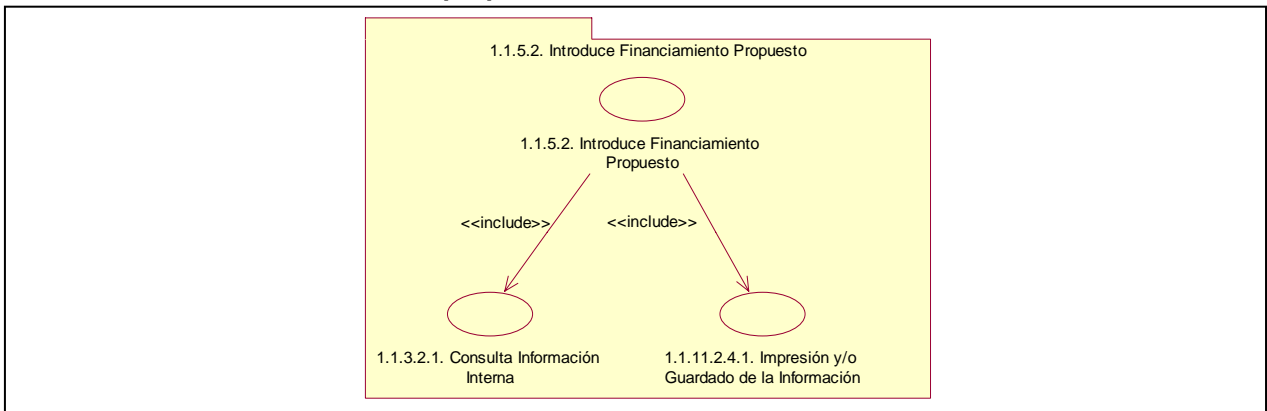 1.1.5.2. Introduce Financiamiento Propuesto
1.1.5.2. Introduce Financiamiento
Propuesto
<<include>>
<<include>>
1.1.3.2.1. Consulta Información
Interna
1.1.11.2.4.1. Impresión y/o
Guardado de la Información